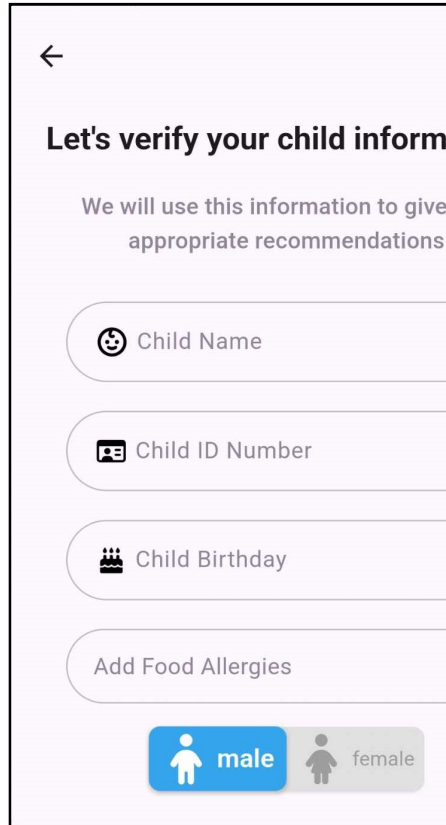 Let's verify your child inform
We will use this information to give
appropriate recommendations
Child Name
Child ID Number
Child Birthday
Add Food Allergies
male female